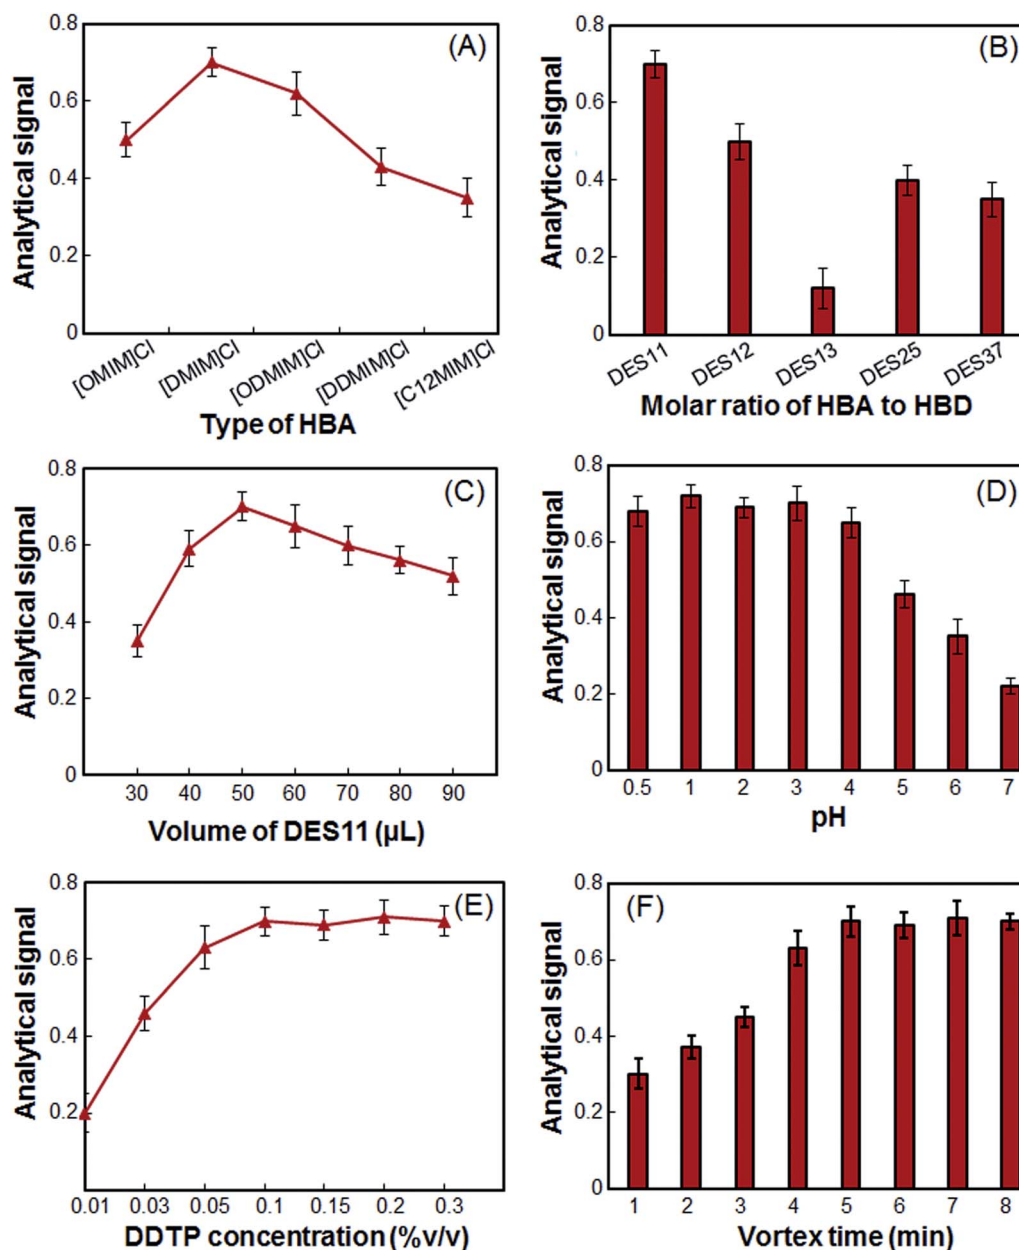 (A)
Analytical signal
0.8
0.6
0.4
0.2
0
[OMIM]Cl [DMIM]Cl [ODMIM]Cl [DDMIM]Cl [C12MIM]Cl
Type of HBA
(B)
Analytical signal
0.8
0.6
0.4
0.2
0
DES11 DES12 DES13 DES25 DES37
Molar ratio of HBA to HBD
(C)
Analytical signal
0.8
0.6
0.4
0.2
0
30 40 50 60 70 80 90
Volume of DES11 (µL)
(D)
Analytical signal
0.8
0.6
0.4
0.2
0
0.5 1 2 3 4 5 6 7
pH
(E)
Analytical signal
0.8
0.6
0.4
0.2
0.01 0.03 0.05 0.1 0.15 0.2 0.3
DDTP concentration (%v/v)
(F)
Analytical signal
0.8
0.6
0.4
0.2
0
1 2 3 4 5 6 7 8
Vortex time (min)